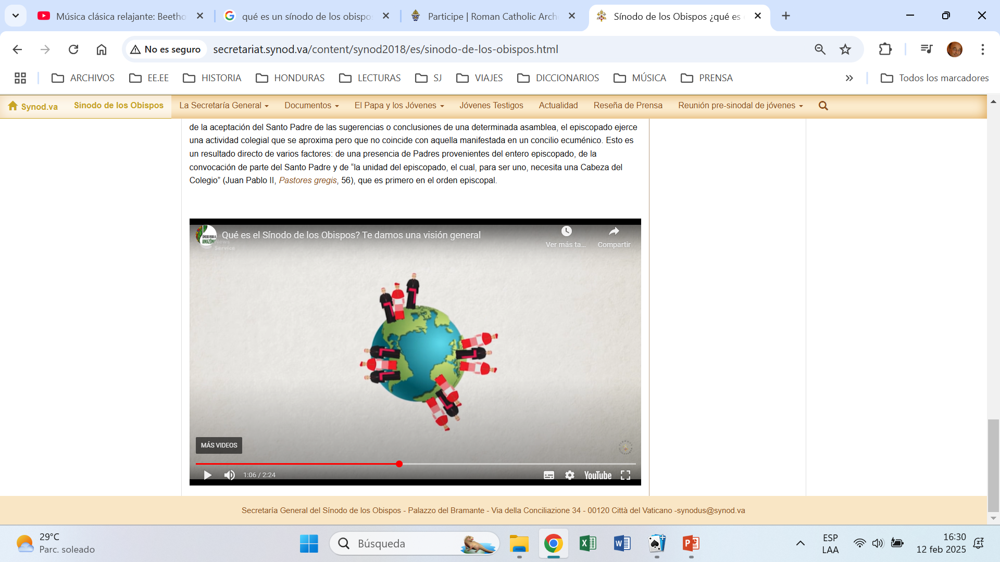 Música clásica relajante: Beetho
qué es un sínodo de los obispo
Participe | Roman Catholic Arch
Sínodo de los Obispos ¿qué es
No es seguro
secretariat.synod.va/content/synod2018/es/sinodo-de-los-obispos.html
ARCHIVOS
EE.EE
HISTORIA
HONDURAS
LECTURAS
SJ
VIAJES
DICCIONARIOS
MÚSICA
PRENSA
Todos los marcadores
Synod.va
Sinodo de los Obispos
La Secretaría General
Documentos
El Papa y los Jóvenes
Jóvenes Testigos
Actualidad
Reseña de Prensa
Reunión pre-sinodal de jóvenes
de la aceptación del Santo Padre de las sugerencias o conclusiones de una determinada asamblea, el episcopado ejerce
una actividad colegial que se aproxima pero que no coincide con aquella manifestada en un concilio ecuménico. Esto es
un resultado directo de varios factores: de una presencia de Padres provenientes del entero episcopado, de la
convocación de parte del Santo Padre y de “la unidad del episcopado, el cual, para ser uno, necesita una Cabeza del
Colegio” (Juan Pablo II, Pastores gregis, 56), que es primero en el orden episcopal.
SÍNODO PARA A
AMAZÔNIA
Qué es el Sínodo de los Obispos? Te damos una visión general
News
Service
Ver más ta...
Compartir
MÁS VIDEOS
1:06 / 2:24
YouTube
Secretaría General del Sínodo de los Obispos - Palazzo del Bramante - Via della Conciliazione 34 - 00120 Città del Vaticano -synodus@synod.va
29°C
Parc. soleado
Búsqueda
ESP
LAA
16:30
12 feb 2025